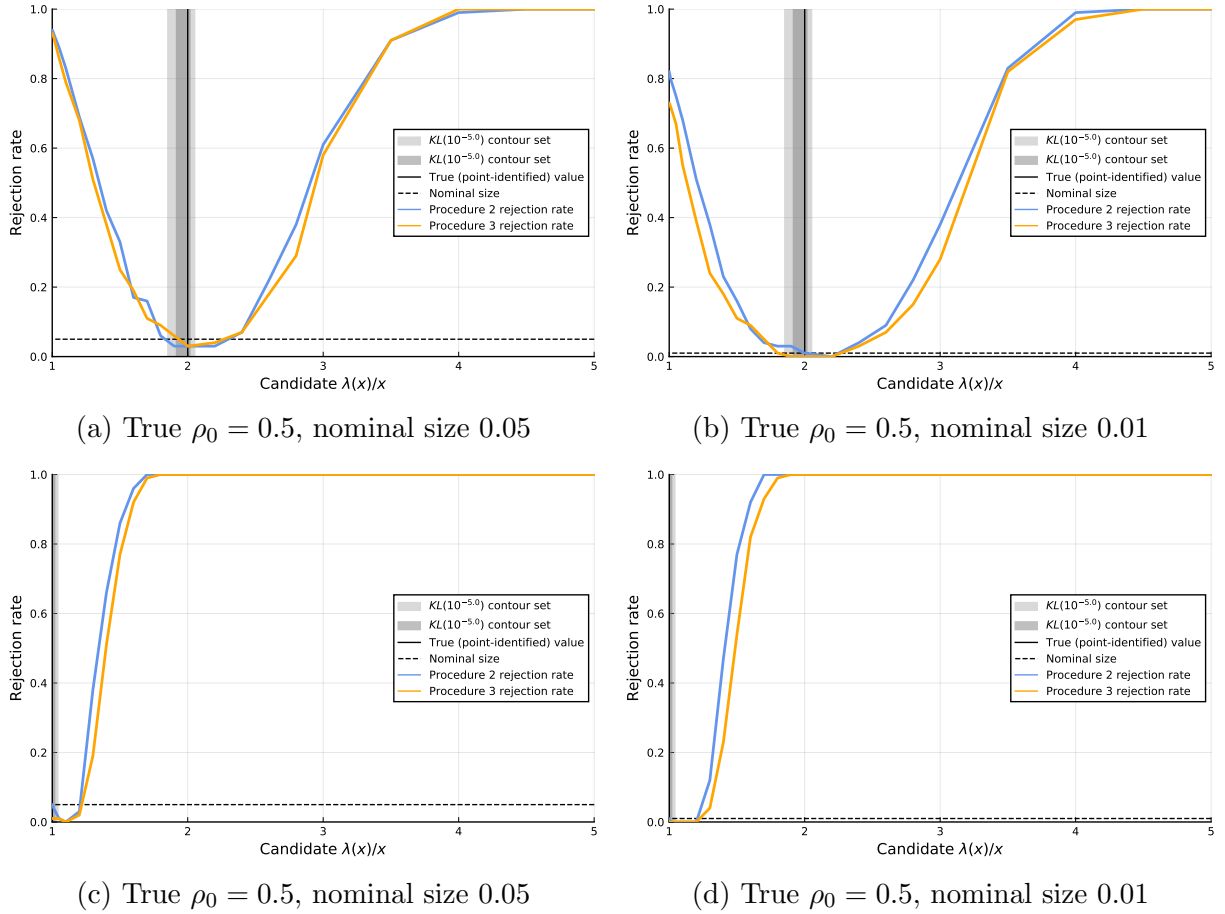 1.0
0.8
0.6
0.4
0.2
0.0
Rejection rate
1 2 3 4 5
Candidate λ(x)/x
KL(10⁻⁵·⁰) contour set
KL(10⁻⁵·⁰) contour set
True (point-identified) value
Nominal size
Procedure 2 rejection rate
Procedure 3 rejection rate
(a) True ρ₀ = 0.5, nominal size 0.05
1.0
0.8
0.6
0.4
0.2
0.0
Rejection rate
1 2 3 4 5
Candidate λ(x)/x
KL(10⁻⁵·⁰) contour set
KL(10⁻⁵·⁰) contour set
True (point-identified) value
Nominal size
Procedure 2 rejection rate
Procedure 3 rejection rate
(b) True ρ₀ = 0.5, nominal size 0.01
1.0
0.8
0.6
0.4
0.2
0.0
Rejection rate
1 2 3 4 5
Candidate λ(x)/x
KL(10⁻⁵·⁰) contour set
KL(10⁻⁵·⁰) contour set
True (point-identified) value
Nominal size
Procedure 2 rejection rate
Procedure 3 rejection rate
(c) True ρ₀ = 0.5, nominal size 0.05
1.0
0.8
0.6
0.4
0.2
0.0
Rejection rate
1 2 3 4 5
Candidate λ(x)/x
KL(10⁻⁵·⁰) contour set
KL(10⁻⁵·⁰) contour set
True (point-identified) value
Nominal size
Procedure 2 rejection rate
Procedure 3 rejection rate
(d) True ρ₀ = 0.5, nominal size 0.01